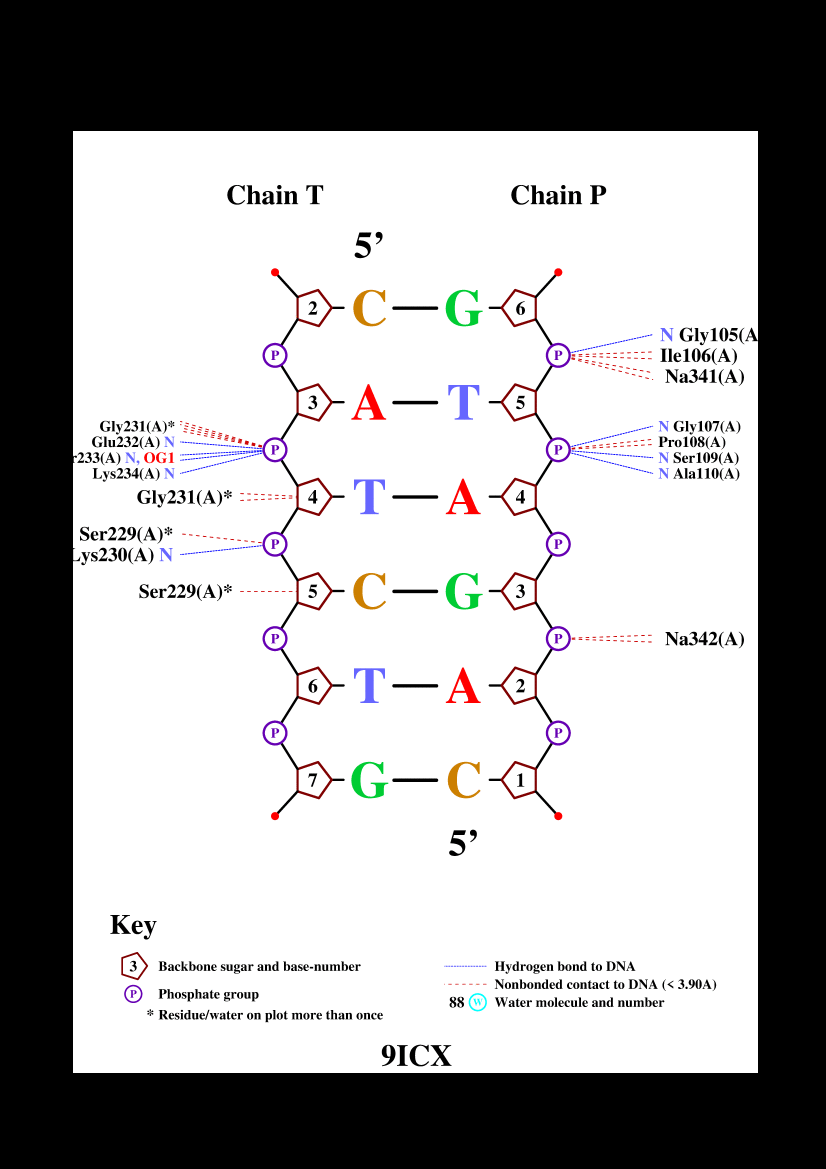 Chain T Chain P
5’
2 C G 6
P P
N Gly105(A
Ile106(A)
Na341(A)
3 A T 5
Gly231(A)*
Glu232(A) N
r233(A) N, OG1
Lys234(A) N
P P
N Gly107(A)
Pro108(A)
N Ser109(A)
N Ala110(A)
Gly231(A)* 4 T A 4
Ser229(A)*
Lys230(A) N
P P
Ser229(A)* 5 C G 3
P P Na342(A)
6 T A 2
P P
7 G C 1
5’
Key
3 Backbone sugar and base-number
P Phosphate group
* Residue/water on plot more than once
Hydrogen bond to DNA
Nonbonded contact to DNA (< 3.90A)
88 W Water molecule and number
9ICX